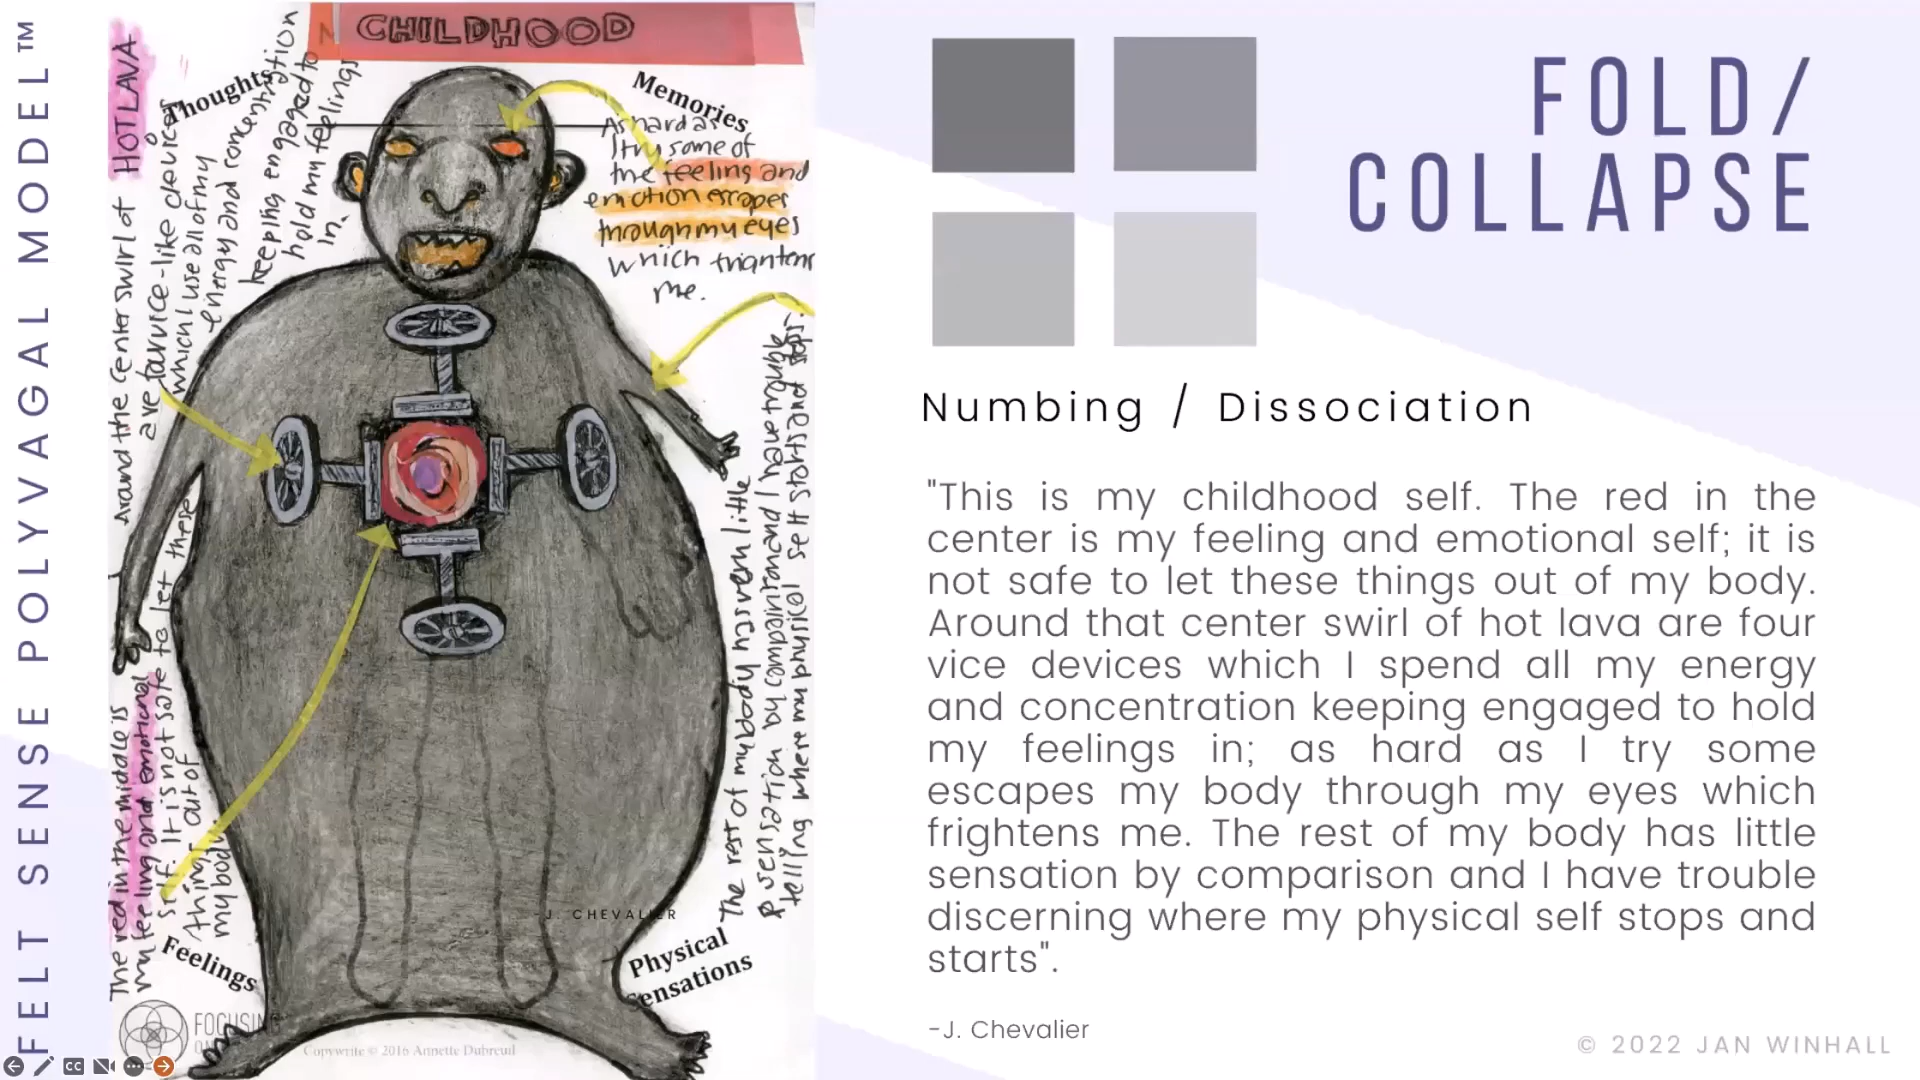 FELT SENSE POLYVAGAL MODEL™
CHILDHOOD
Thoughts
Around the center swirl of HOT LAVA
are four vice-like devices
which I use all of my
energy and concentration
keeping engaged to
hold my feelings
in.
Memories
As hard as
I try some of
the feeling and
emotion escapes
through my eyes
which frightens
me.
The red in the middle is
my feeling and emotional
self. It is not safe to let these
things out of
my body
Feelings
The rest of my body has very little
sensation by comparison and I have trouble
telling where my physical self starts and stops.
Physical
sensations
-J. CHEVALIER
FOCUSING
Copywrite © 2016 Annette Dubreuil
FOLD/
COLLAPSE
Numbing / Dissociation
"This is my childhood self. The red in the
center is my feeling and emotional self; it is
not safe to let these things out of my body.
Around that center swirl of hot lava are four
vice devices which I spend all my energy
and concentration keeping engaged to hold
my feelings in; as hard as I try some
escapes my body through my eyes which
frightens me. The rest of my body has little
sensation by comparison and I have trouble
discerning where my physical self stops and
starts".
-J. Chevalier
© 2022 JAN WINHALL
CC